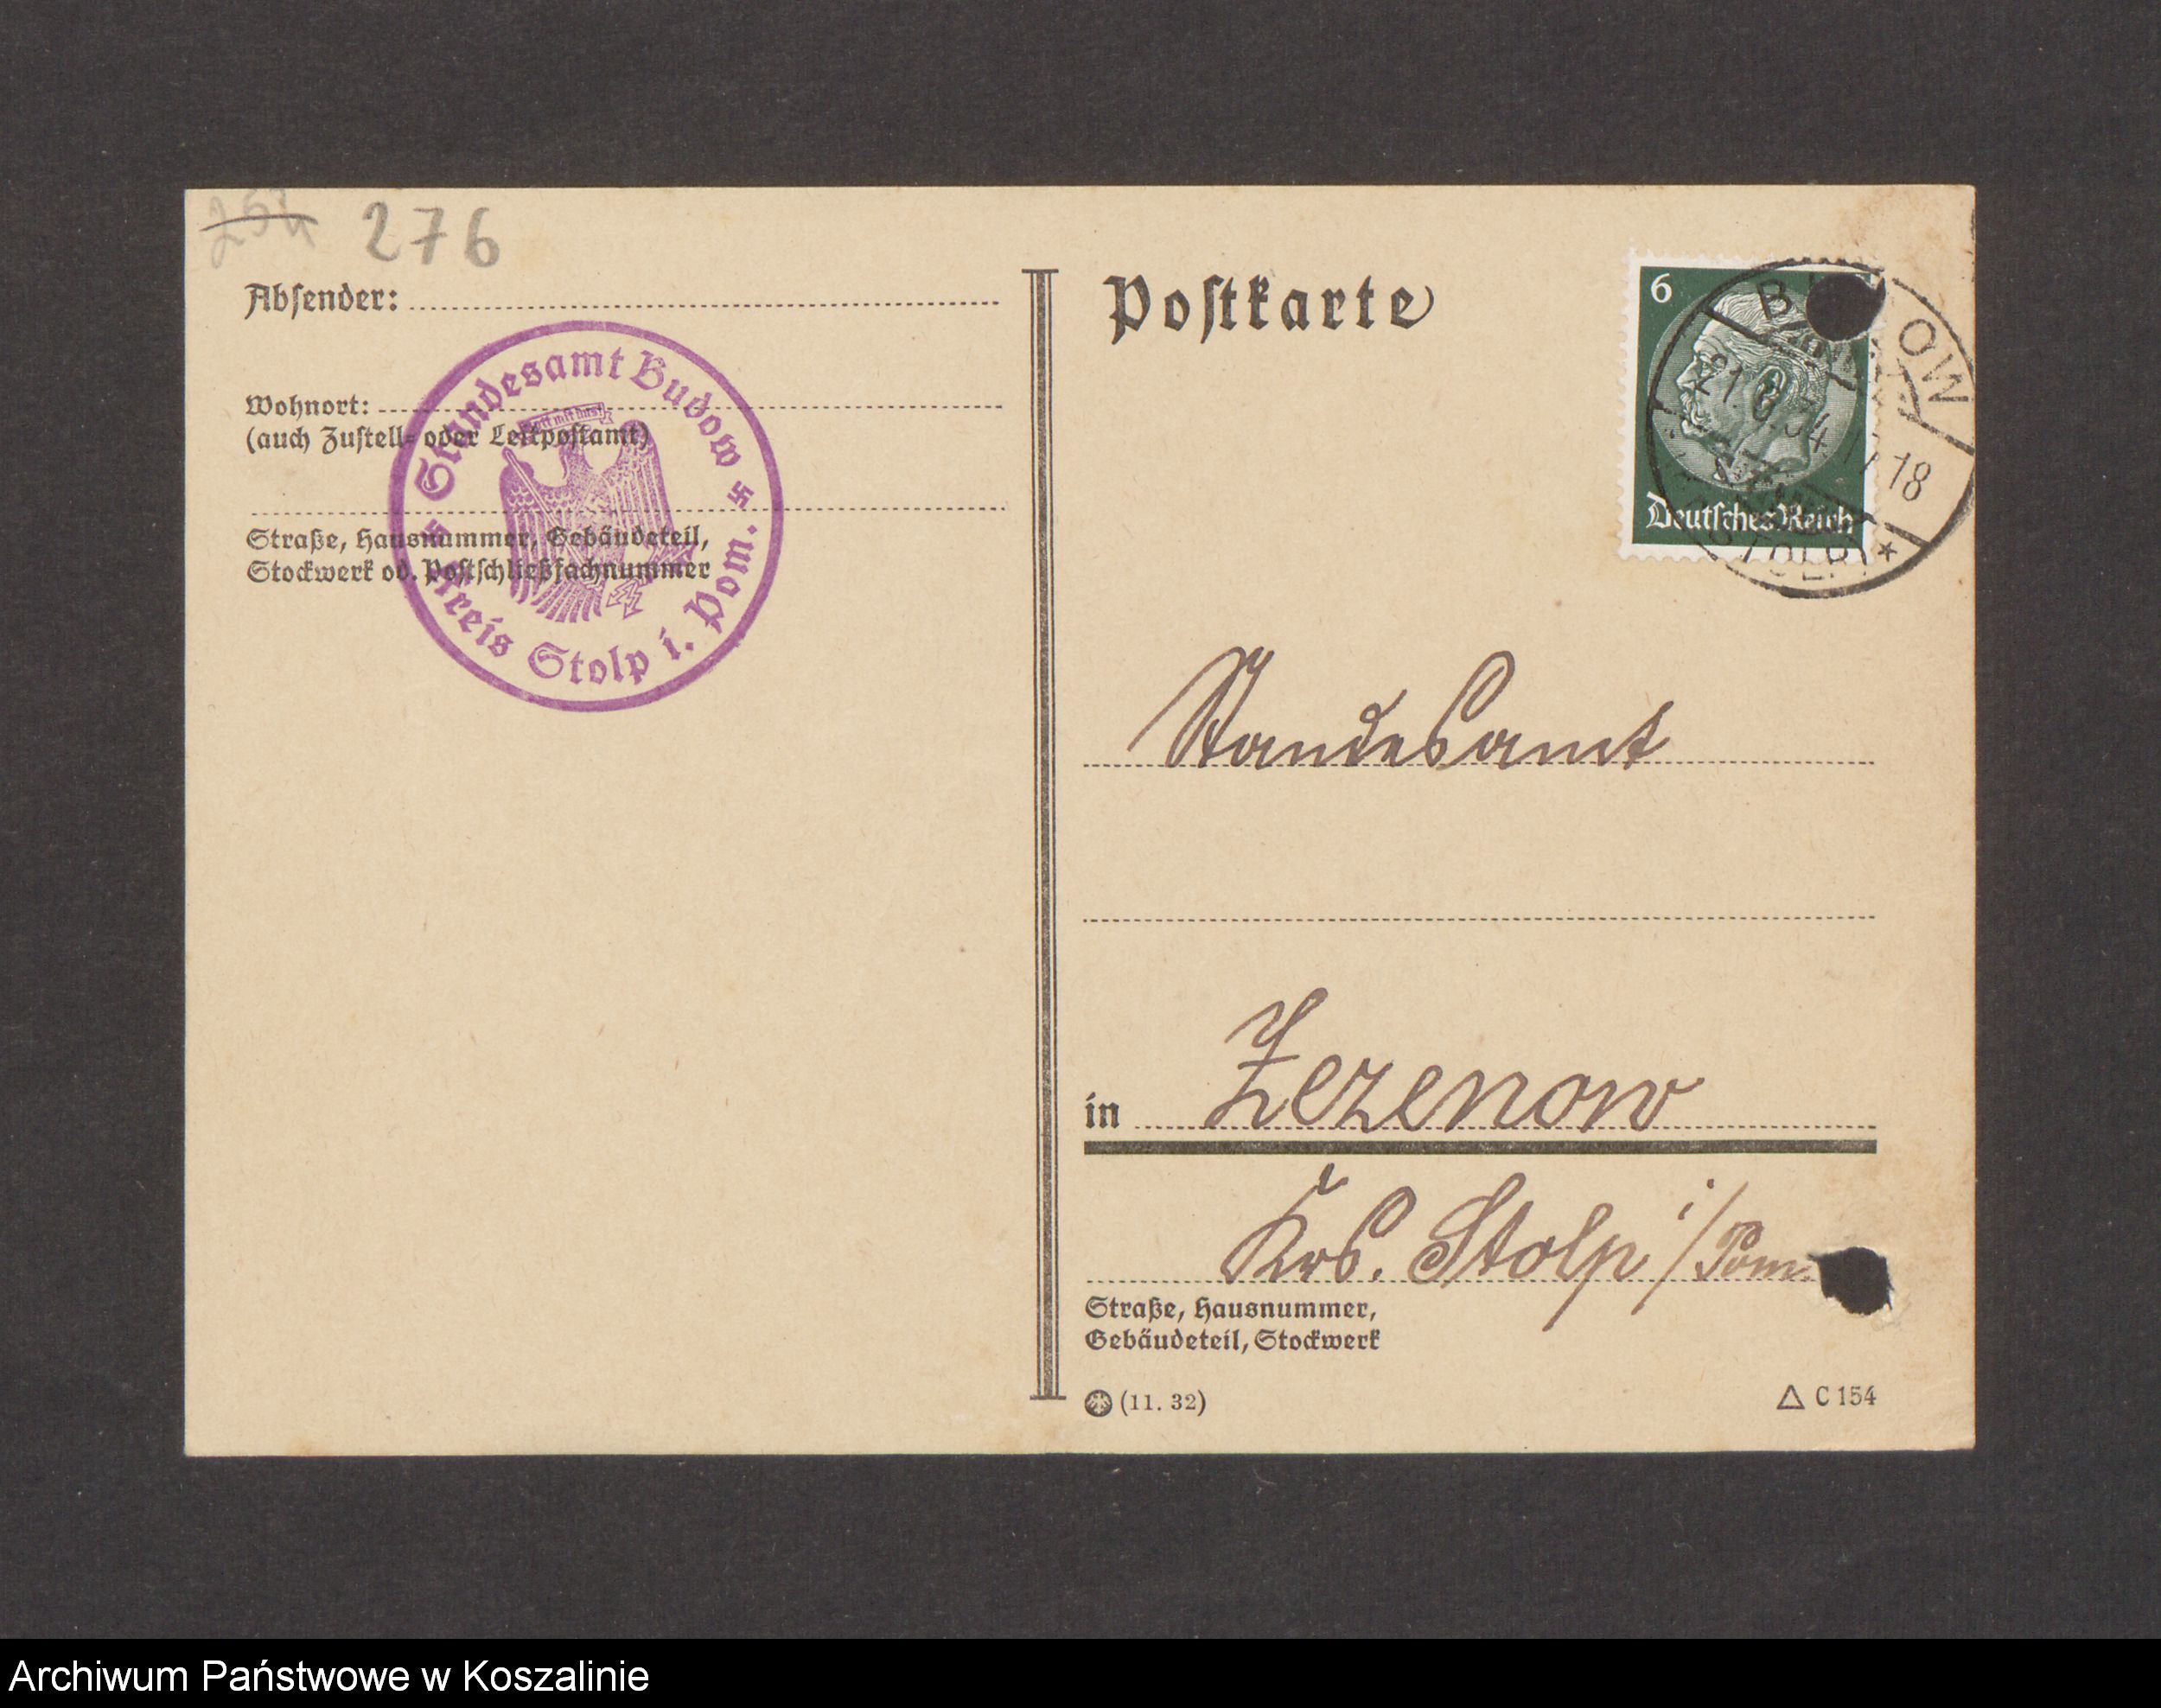 276
Absender:
Wohnort:
(auch Zustell- oder Leitpostamt)
Straße, Hausnummer, Gebäudeteil,
Stockwerk od. Postschließfachnummer
Standesamt Budow
Kreis Stolp i. Pom.
Postkarte
6
Deutsches Reich
18
Standesamt
in Zezenow
Krs. Stolp i/Pom.
Straße, Hausnummer,
Gebäudeteil, Stockwerk
(11. 32)
C 154
Archiwum Państwowe w Koszalinie